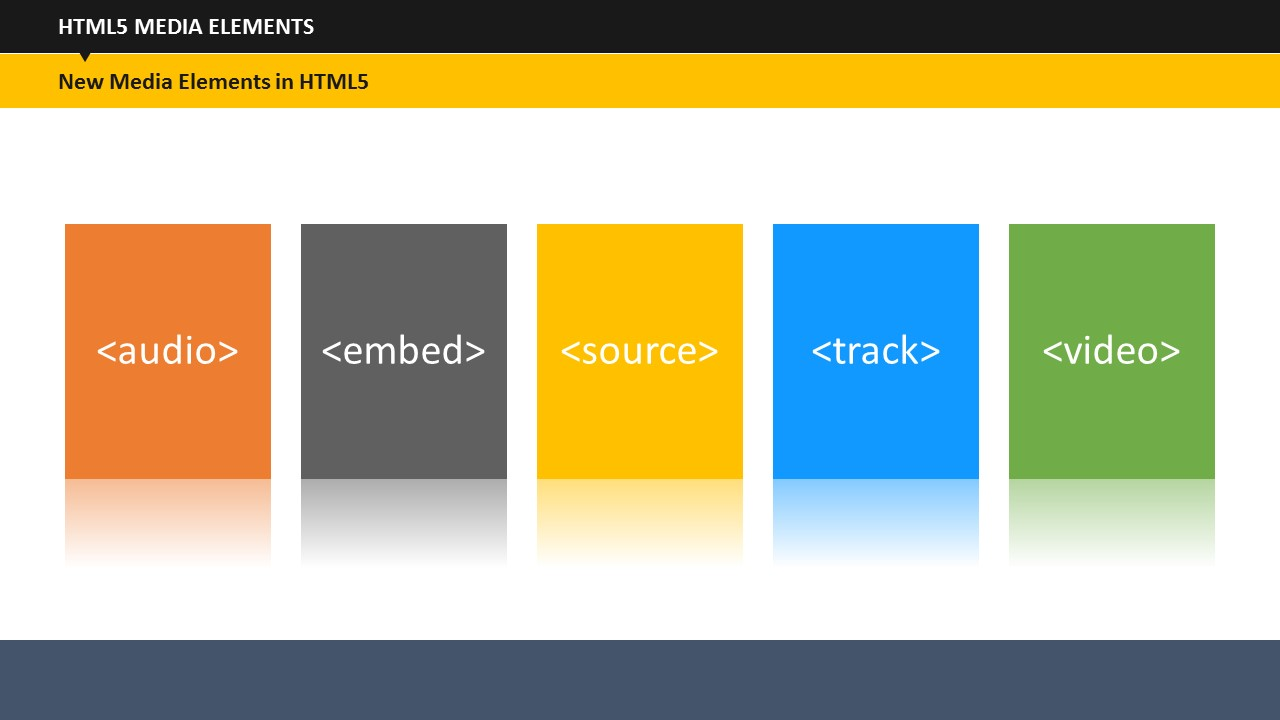 HTML5 MEDIA ELEMENTS
New Media Elements in HTML5
<audio> <embed> <source> <track> <video>